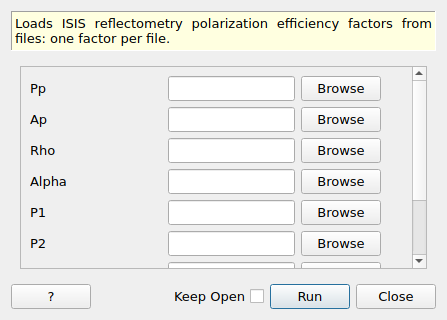 Loads ISIS reflectometry polarization efficiency factors from
files: one factor per file.
Pp Browse
Ap Browse
Rho Browse
Alpha Browse
P1 Browse
P2 Browse
? Keep Open Run Close